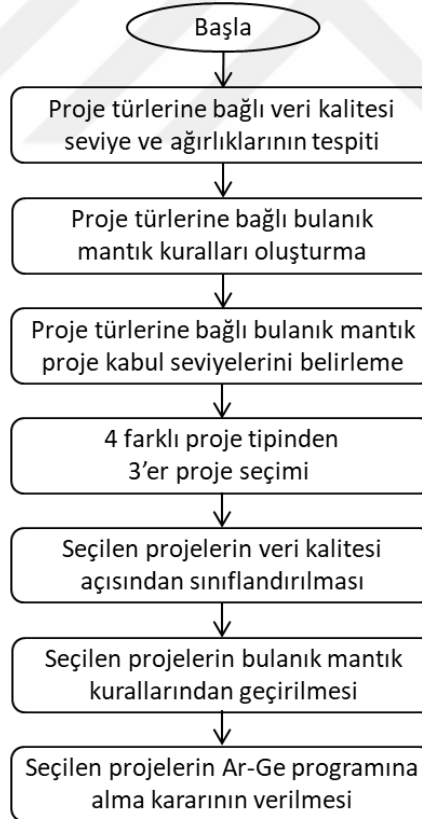 Başla
Proje türlerine bağlı veri kalitesi
seviye ve ağırlıklarının tespiti
Proje türlerine bağlı bulanık
mantık kuralları oluşturma
Proje türlerine bağlı bulanık mantık
proje kabul seviyelerini belirleme
4 farklı proje tipinden
3’er proje seçimi
Seçilen projelerin veri kalitesi
açısından sınıflandırılması
Seçilen projelerin bulanık mantık
kurallarından geçirilmesi
Seçilen projelerin Ar-Ge programına
alma kararının verilmesi